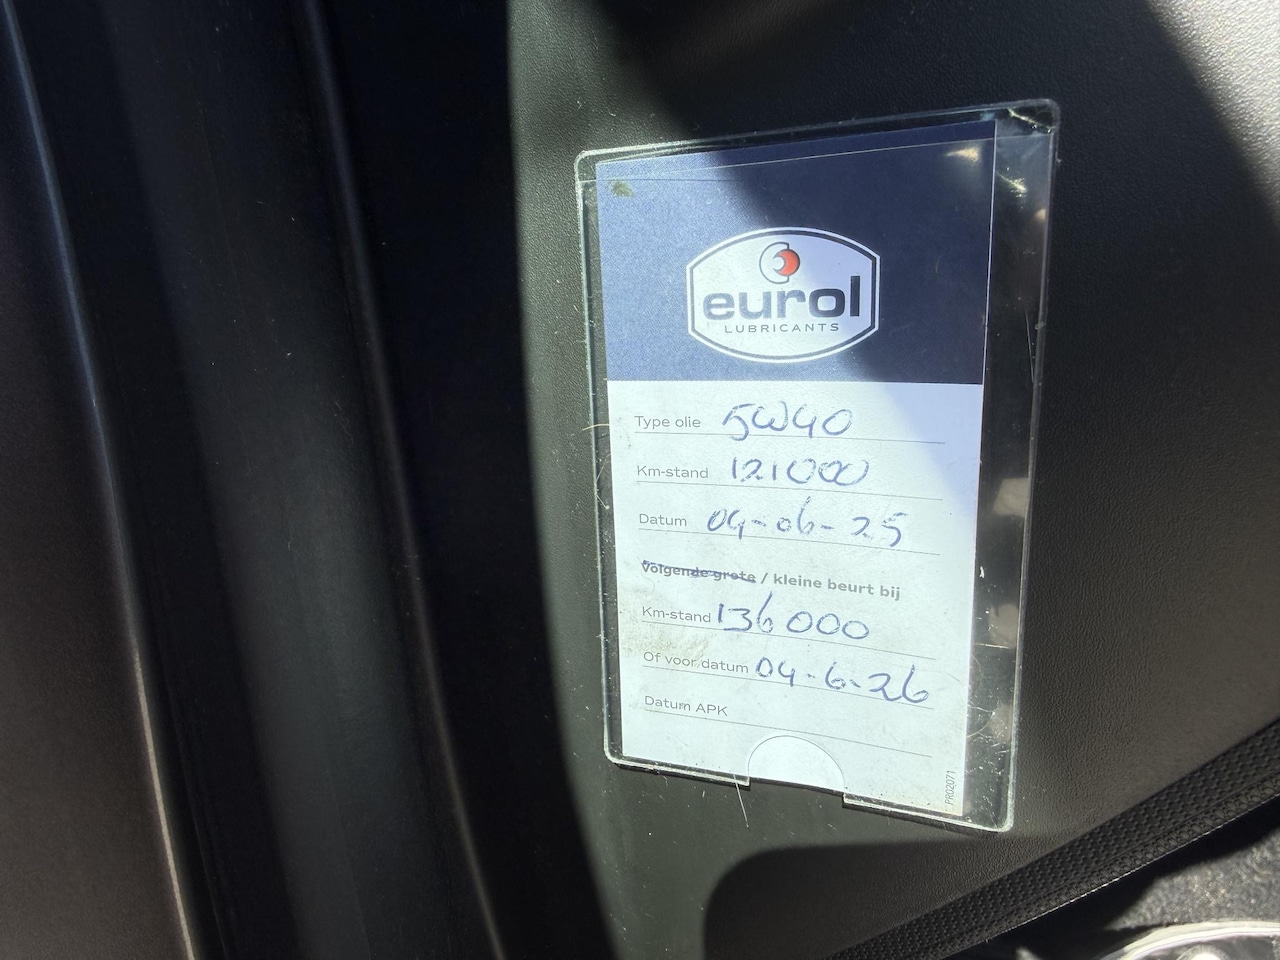 eurol
LUBRICANTS
Type olie 5W40
Km-stand 121000
Datum 04-06-25
Volgende grote / kleine beurt bij
Km-stand 136000
Of voor datum 04-6-26
Datum APK
PR02071